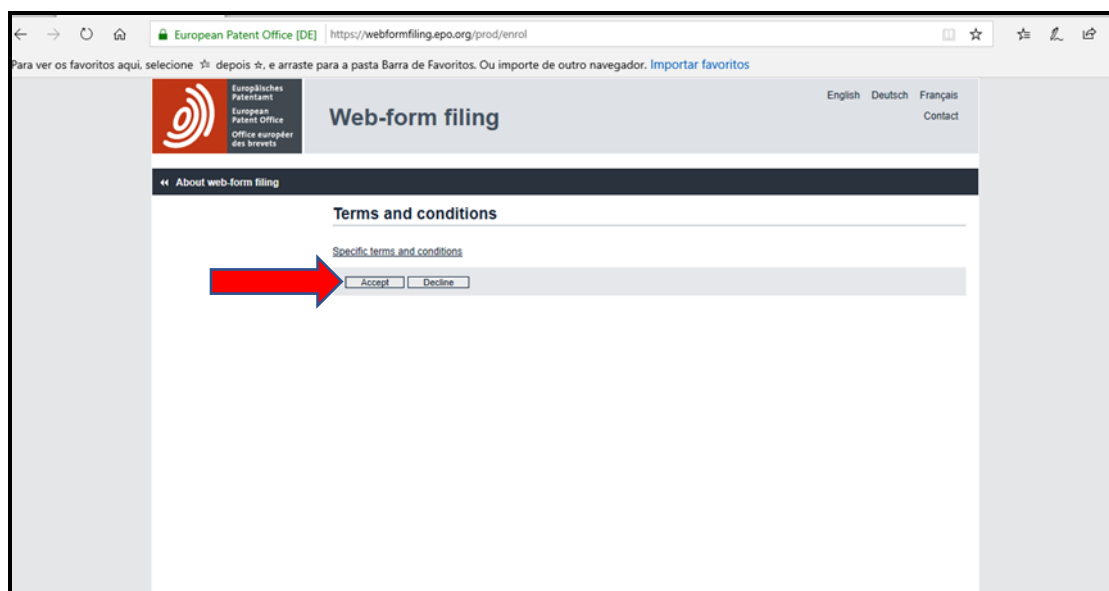 European Patent Office [DE] https://webformfiling.epo.org/prod/enrol
Para ver os favoritos aqui, selecione depois ☆, e arraste para a pasta Barra de Favoritos. Ou importe de outro navegador. Importar favoritos
Europäisches
Patentamt
European
Patent Office
Office européen
des brevets
Web-form filing
English Deutsch Français
Contact
About web-form filing
Terms and conditions
Specific terms and conditions
Accept Decline